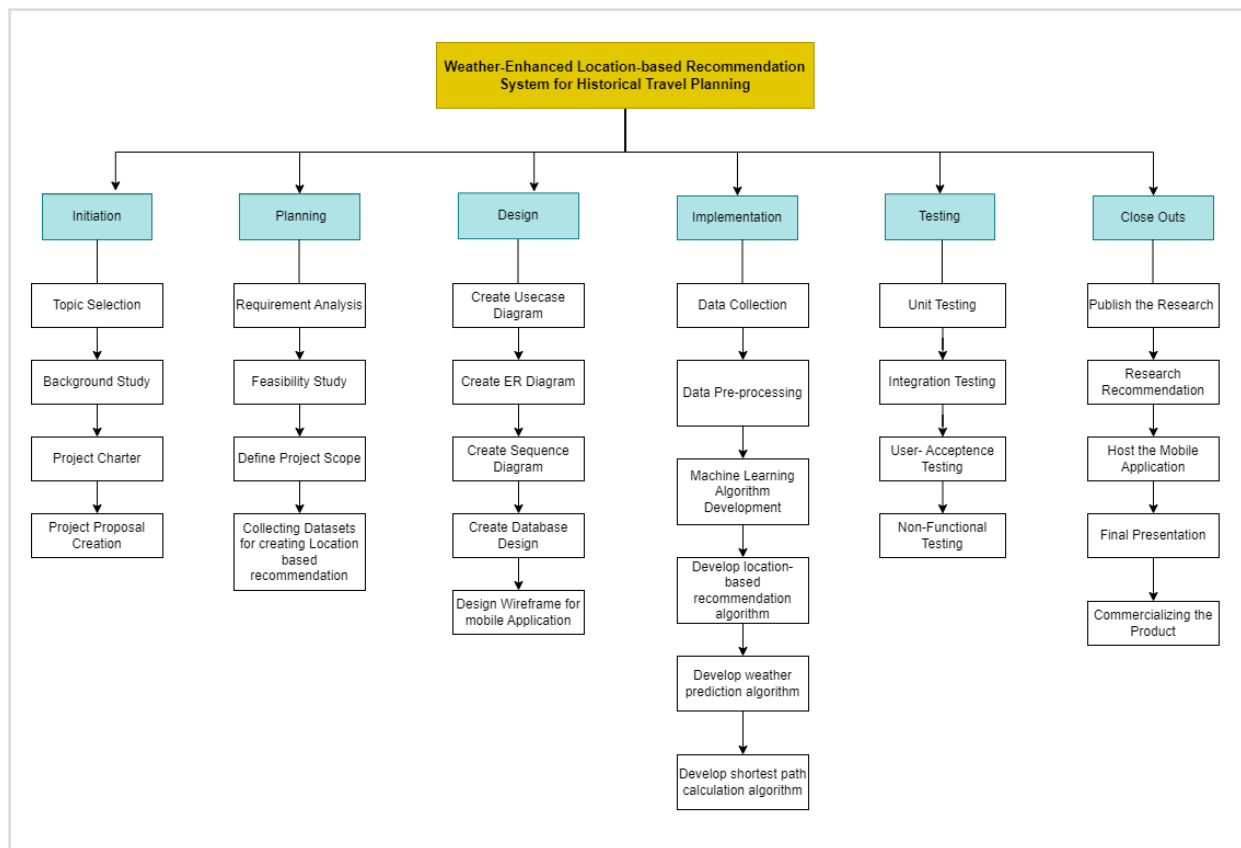 Weather-Enhanced Location-based Recommendation
System for Historical Travel Planning
Initiation
Planning
Design
Implementation
Testing
Close Outs
Topic Selection
Background Study
Project Charter
Project Proposal
Creation
Requirement Analysis
Feasibility Study
Define Project Scope
Collecting Datasets
for creating Location
based
recommendation
Create Usecase
Diagram
Create ER Diagram
Create Sequence
Diagram
Create Database
Design
Design Wireframe for
mobile Application
Data Collection
Data Pre-processing
Machine Learning
Algorithm
Development
Develop location-
based
recommendation
algorithm
Develop weather
prediction algorithm
Develop shortest path
calculation algorithm
Unit Testing
Integration Testing
User- Acceptence
Testing
Non-Functional
Testing
Publish the Research
Research
Recommendation
Host the Mobile
Application
Final Presentation
Commercializing the
Product